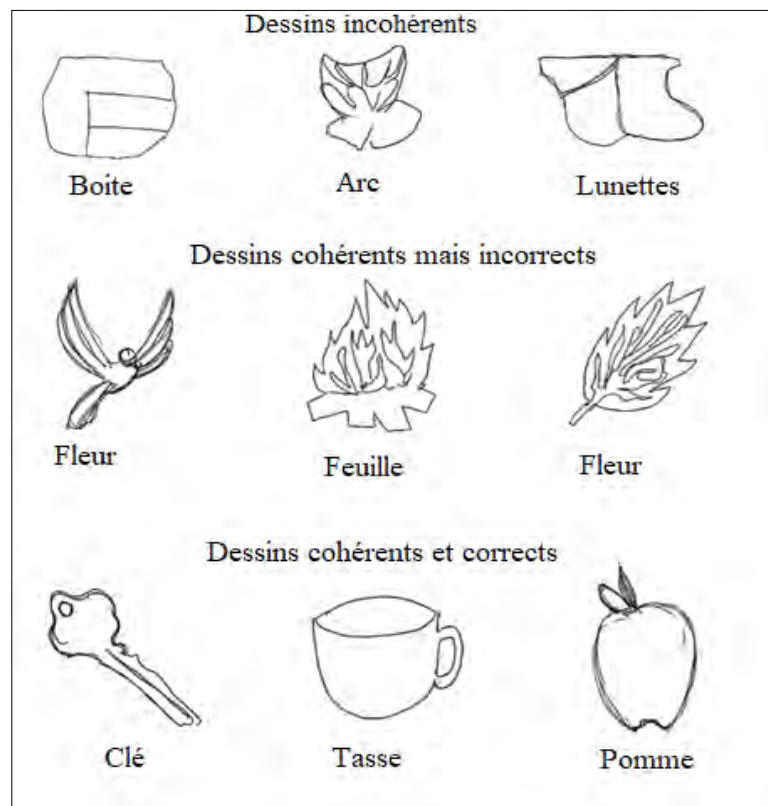 Dessins incohérents
Boite Arc Lunettes
Dessins cohérents mais incorrects
Fleur Feuille Fleur
Dessins cohérents et corrects
Clé Tasse Pomme